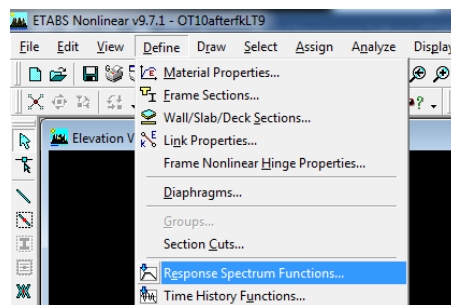 ETABS Nonlinear v9.7.1 - OT10afterfkLT9
File Edit View Define Draw Select Assign Analyze Display
Material Properties...
Frame Sections...
Wall/Slab/Deck Sections...
Link Properties...
Frame Nonlinear Hinge Properties...
Elevation V
Diaphragms...
Groups...
Section Cuts...
Response Spectrum Functions...
Time History Functions...